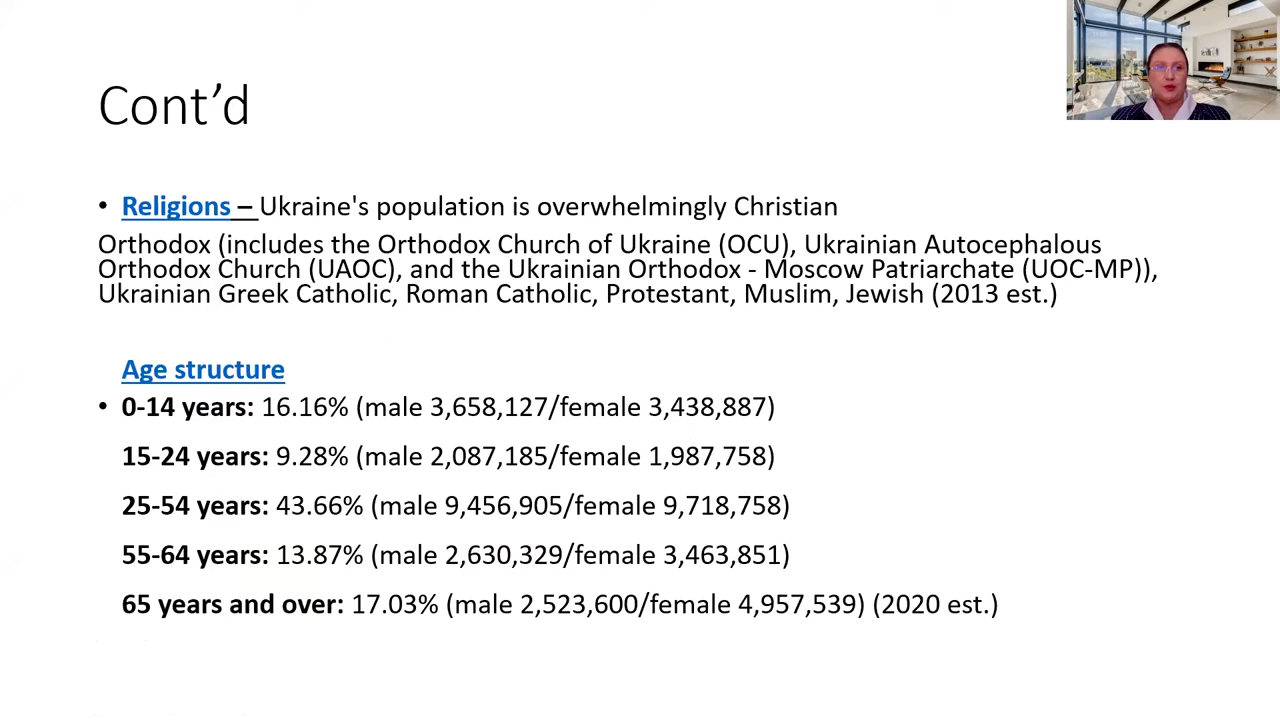 Cont’d
• Religions – Ukraine's population is overwhelmingly Christian
Orthodox (includes the Orthodox Church of Ukraine (OCU), Ukrainian Autocephalous
Orthodox Church (UAOC), and the Ukrainian Orthodox - Moscow Patriarchate (UOC-MP)),
Ukrainian Greek Catholic, Roman Catholic, Protestant, Muslim, Jewish (2013 est.)
Age structure
• 0-14 years: 16.16% (male 3,658,127/female 3,438,887)
15-24 years: 9.28% (male 2,087,185/female 1,987,758)
25-54 years: 43.66% (male 9,456,905/female 9,718,758)
55-64 years: 13.87% (male 2,630,329/female 3,463,851)
65 years and over: 17.03% (male 2,523,600/female 4,957,539) (2020 est.)